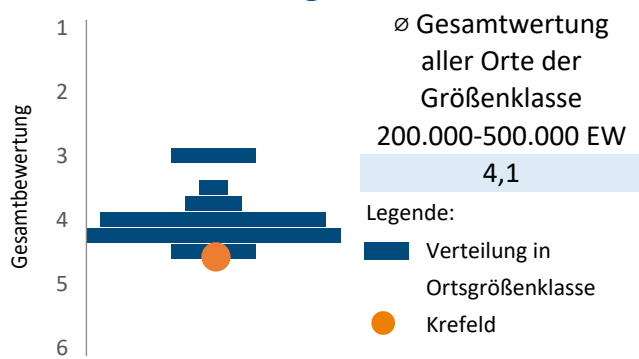 1
2
3
4
5
6
Gesamtbewertung
⌀ Gesamtwertung
aller Orte der
Größenklasse
200.000-500.000 EW
4,1
Legende:
Verteilung in
Ortsgrößenklasse
Krefeld